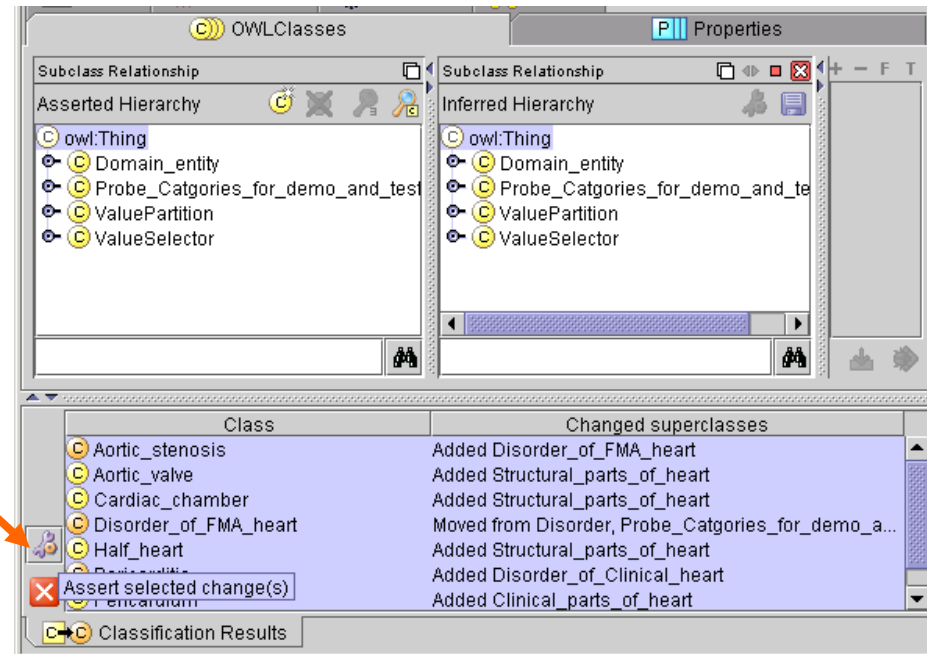 OWLClasses
Properties
Subclass Relationship
Subclass Relationship
+ − F T
Asserted Hierarchy
Inferred Hierarchy
owl:Thing
Domain_entity
Probe_Catgories_for_demo_and_test
ValuePartition
ValueSelector
owl:Thing
Domain_entity
Probe_Catgories_for_demo_and_te
ValuePartition
ValueSelector
Class Changed superclasses
Aortic_stenosis Added Disorder_of_FMA_heart
Aortic_valve Added Structural_parts_of_heart
Cardiac_chamber Added Structural_parts_of_heart
Disorder_of_FMA_heart Moved from Disorder, Probe_Catgories_for_demo_a...
Half_heart Added Structural_parts_of_heart
Added Disorder_of_Clinical_heart
Assert selected change(s)
Pericardium Added Clinical_parts_of_heart
Classification Results